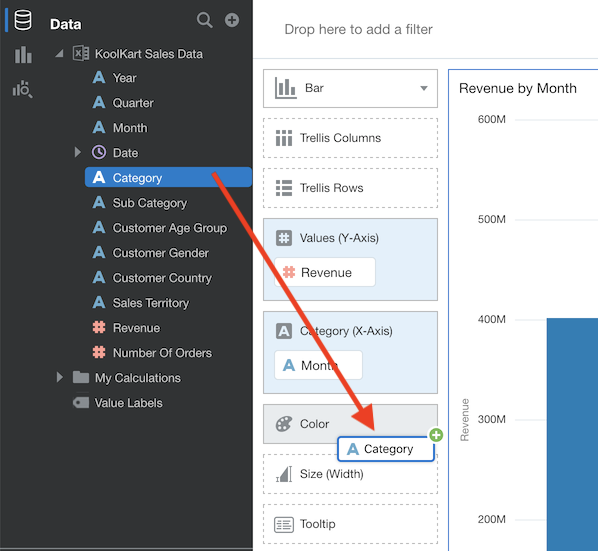 Data
KoolKart Sales Data
A Year
A Quarter
A Month
Date
A Category
A Sub Category
A Customer Age Group
A Customer Gender
A Customer Country
A Sales Territory
# Revenue
# Number Of Orders
My Calculations
Value Labels
Drop here to add a filter
Bar
Trellis Columns
Trellis Rows
# Values (Y-Axis)
# Revenue
A Category (X-Axis)
A Month
Color
A Category
Size (Width)
Tooltip
Revenue by Month
600M
500M
400M
300M
200M
Revenue